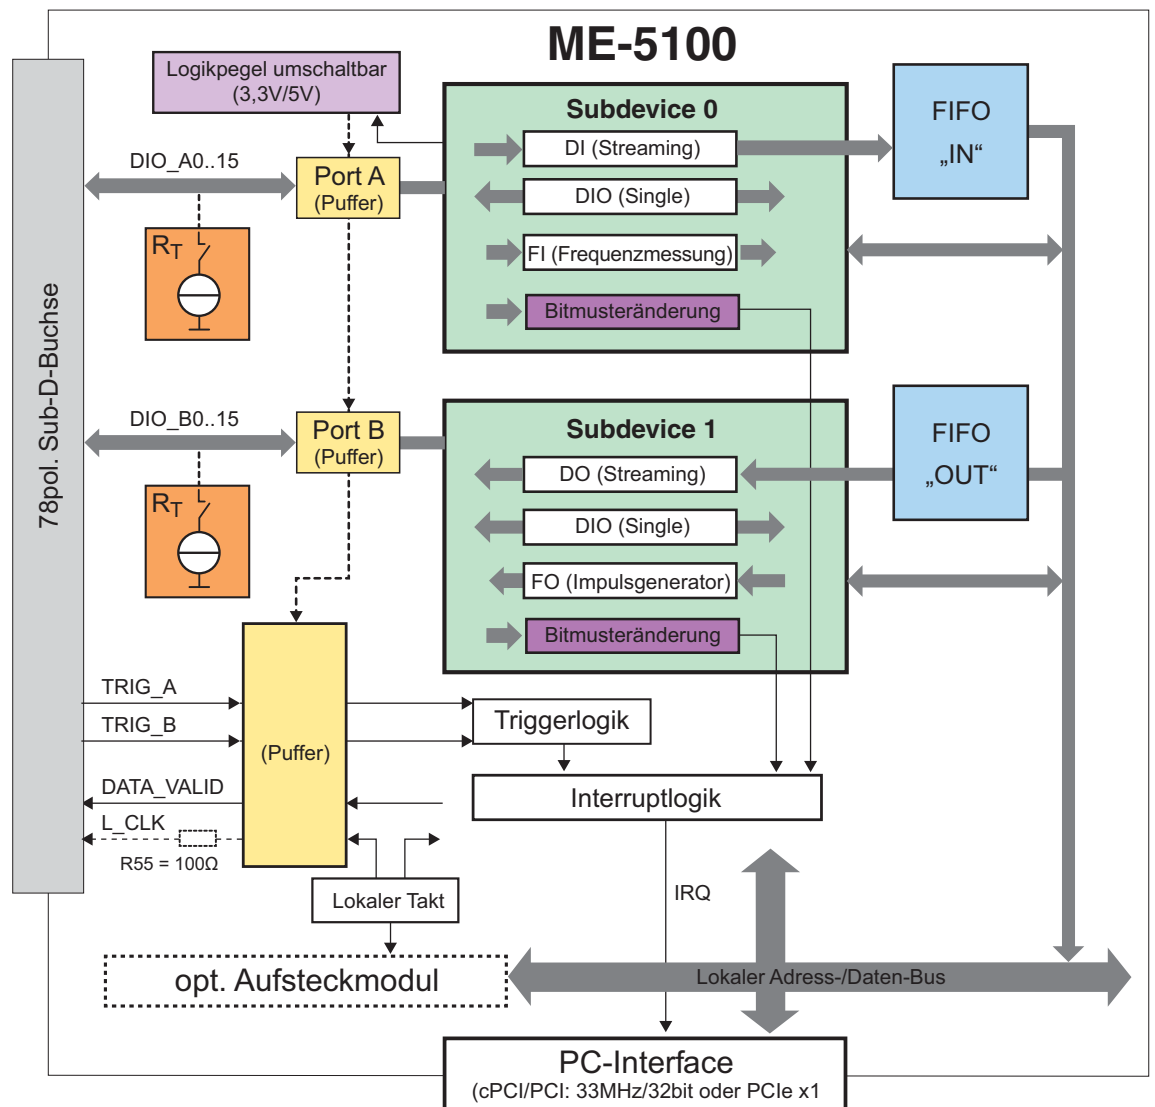 ME-5100
Logikpegel umschaltbar
(3,3V/5V)
Subdevice 0
FIFO
„IN“
DI (Streaming)
DIO_A0..15
Port A
(Puffer)
DIO (Single)
RT
FI (Frequenzmessung)
Bitmusteränderung
78pol. Sub-D-Buchse
DIO_B0..15
Port B
(Puffer)
Subdevice 1
FIFO
„OUT“
DO (Streaming)
RT
DIO (Single)
FO (Impulsgenerator)
Bitmusteränderung
TRIG_A
TRIG_B
(Puffer)
Triggerlogik
DATA_VALID
Interruptlogik
L_CLK
R55 = 100Ω
Lokaler Takt
IRQ
opt. Aufsteckmodul
Lokaler Adress-/Daten-Bus
PC-Interface
(cPCI/PCI: 33MHz/32bit oder PCIe x1